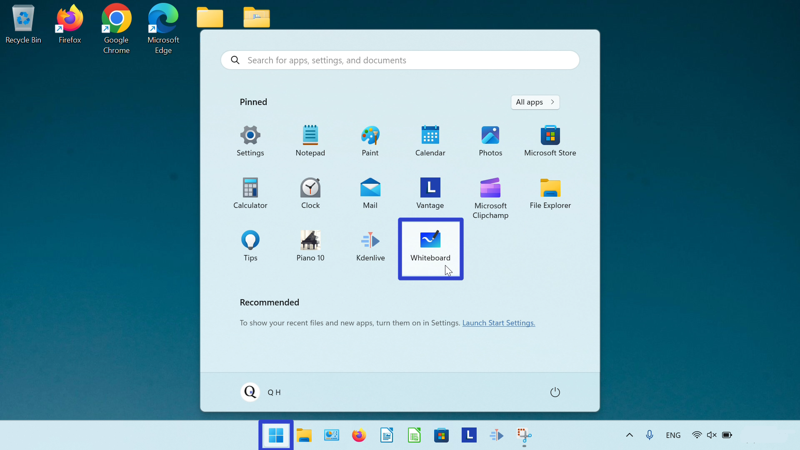 Recycle Bin
Firefox
Google
Chrome
Microsoft
Edge
Search for apps, settings, and documents
Pinned
All apps
Settings
Notepad
Paint
Calendar
Photos
Microsoft Store
Calculator
Clock
Mail
L
Vantage
Microsoft
Clipchamp
File Explorer
Tips
Piano 10
Kdenlive
Whiteboard
Recommended
To show your recent files and new apps, turn them on in Settings. Launch Start Settings.
Q
Q H
L
ENG